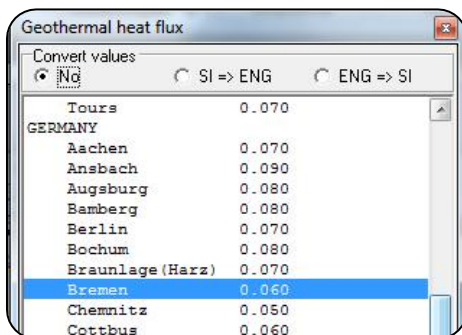 Geothermal heat flux
Convert values
No SI => ENG ENG => SI
Tours 0.070
GERMANY
Aachen 0.070
Ansbach 0.090
Augsburg 0.080
Bamberg 0.080
Berlin 0.070
Bochum 0.080
Braunlage(Harz) 0.070
Bremen 0.060
Chemnitz 0.050
Cottbus 0.060